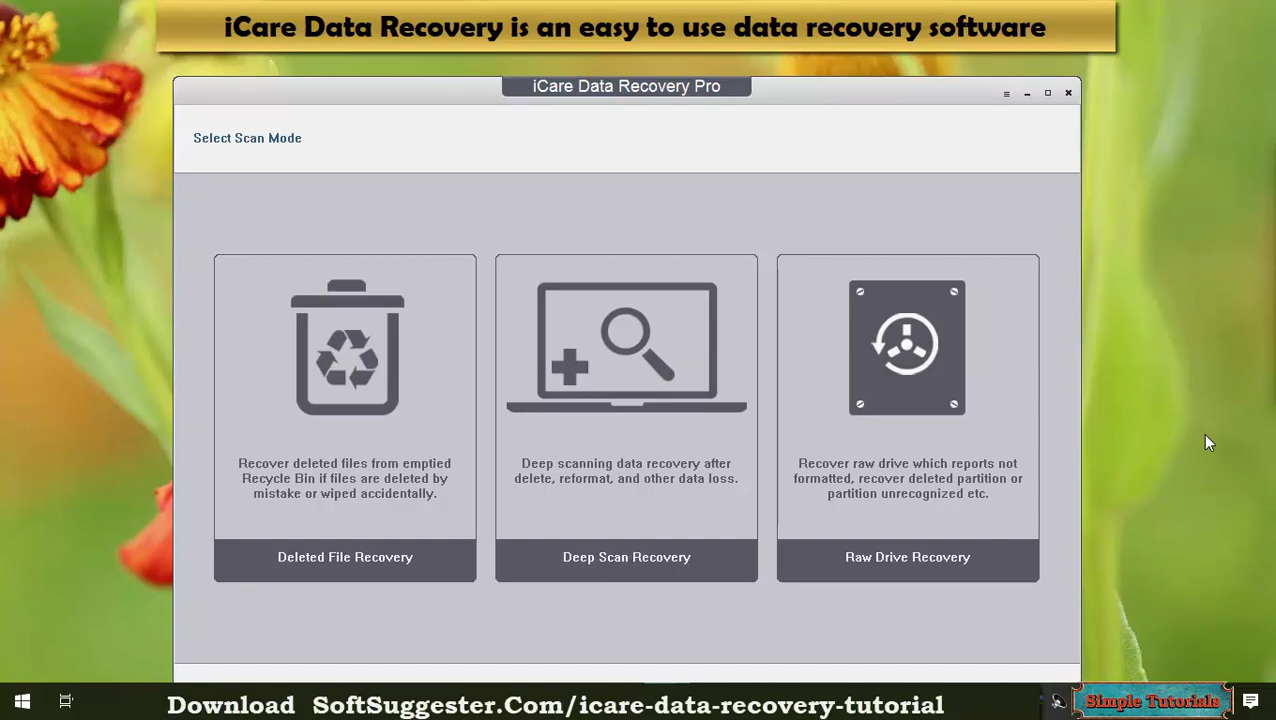 iCare Data Recovery is an easy to use data recovery software
iCare Data Recovery Pro
Select Scan Mode
Recover deleted files from emptied
Recycle Bin if files are deleted by
mistake or wiped accidentally.
Deleted File Recovery
Deep scanning data recovery after
delete, reformat, and other data loss.
Deep Scan Recovery
Recover raw drive which reports not
formatted, recover deleted partition or
partition unrecognized etc.
Raw Drive Recovery
Download SoftSuggester.Com/icare-data-recovery-tutorial
Simple Tutorials